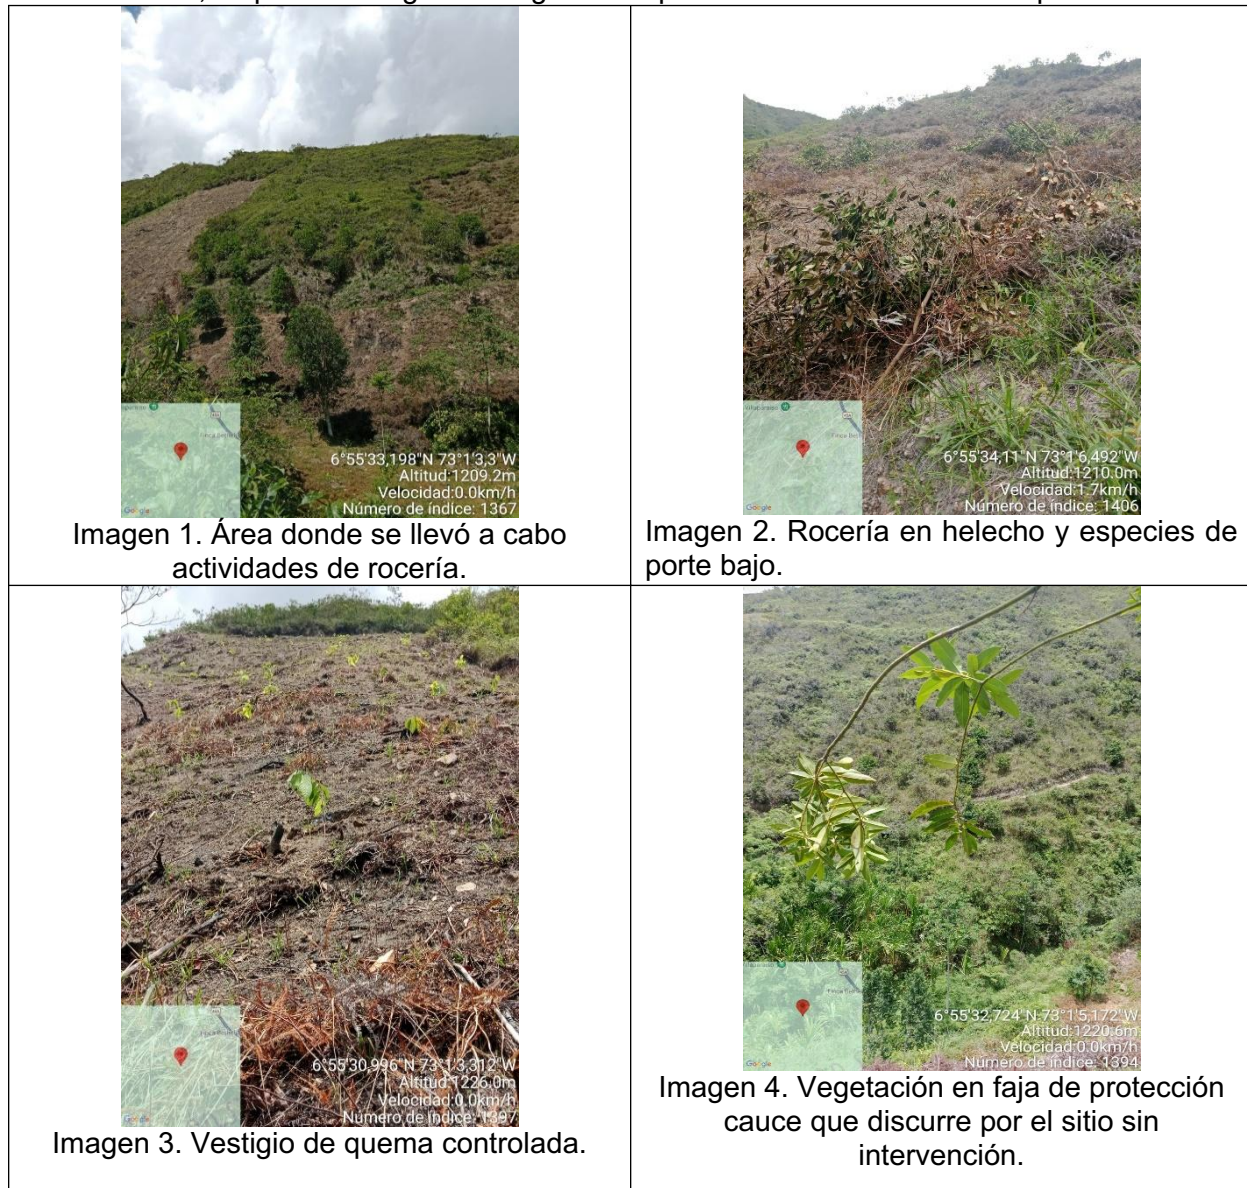 6°55'33,198"N 73°1'3,3"W
Altitud:1209.2m
Velocidad:0.0km/h
Número de índice: 1367
Imagen 1. Área donde se llevó a cabo
actividades de rocería.
6°55'34,11"N 73°1'6,492"W
Altitud:1210.0m
Velocidad:1.7km/h
Número de índice: 1406
Imagen 2. Rocería en helecho y especies de
porte bajo.
Google
6°55'30,996"N 73°1'3,312"W
Altitud:1226.0m
Velocidad:0.0km/h
Número de índice: 1397
Imagen 3. Vestigio de quema controlada.
Google
6°55'32,724"N 73°1'5,172"W
Altitud:1220.6m
Velocidad:0.0km/h
Número de índice: 1394
Imagen 4. Vegetación en faja de protección
cauce que discurre por el sitio sin
intervención.